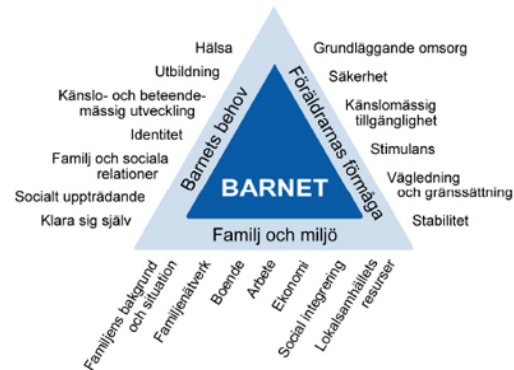 Hälsa
Utbildning
Känslo- och beteende-
mässig utveckling
Identitet
Familj och sociala
relationer
Socialt uppträdande
Klara sig själv
Barnets behov
BARNET
Föräldrarnas förmåga
Grundläggande omsorg
Säkerhet
Känslomässig
tillgänglighet
Stimulans
Vägledning
och gränssättning
Stabilitet
Familj och miljö
Familjens bakgrund
och situation
Familjenätverk
Boende
Arbete
Ekonomi
Social integrering
Lokalsamhällets
resurser